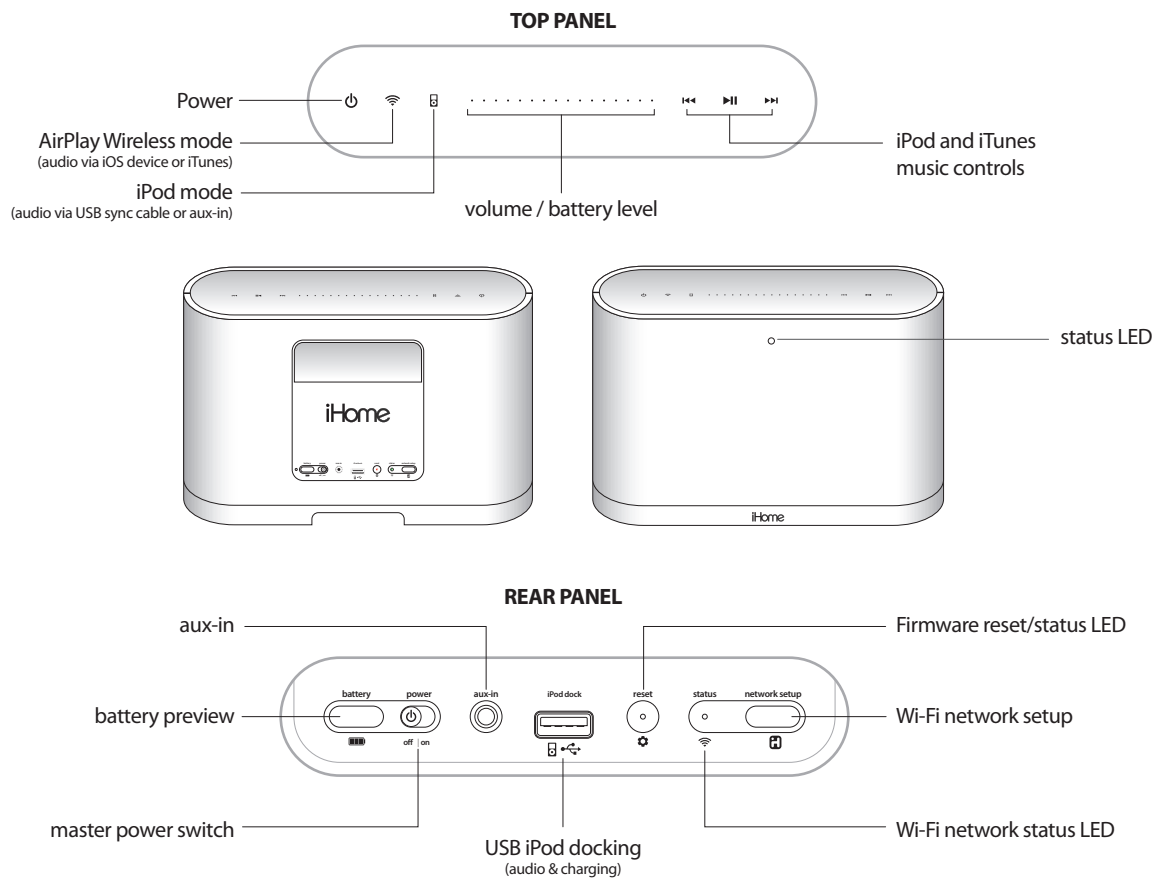 TOP PANEL
Power
AirPlay Wireless mode
(audio via iOS device or iTunes)
iPod mode
(audio via USB sync cable or aux-in)
volume / battery level
iPod and iTunes
music controls
iHome
status LED
iHome
REAR PANEL
aux-in
Firmware reset/status LED
battery power aux-in iPod dock reset status network setup
battery preview
Wi-Fi network setup
off | on
master power switch
USB iPod docking
(audio & charging)
Wi-Fi network status LED